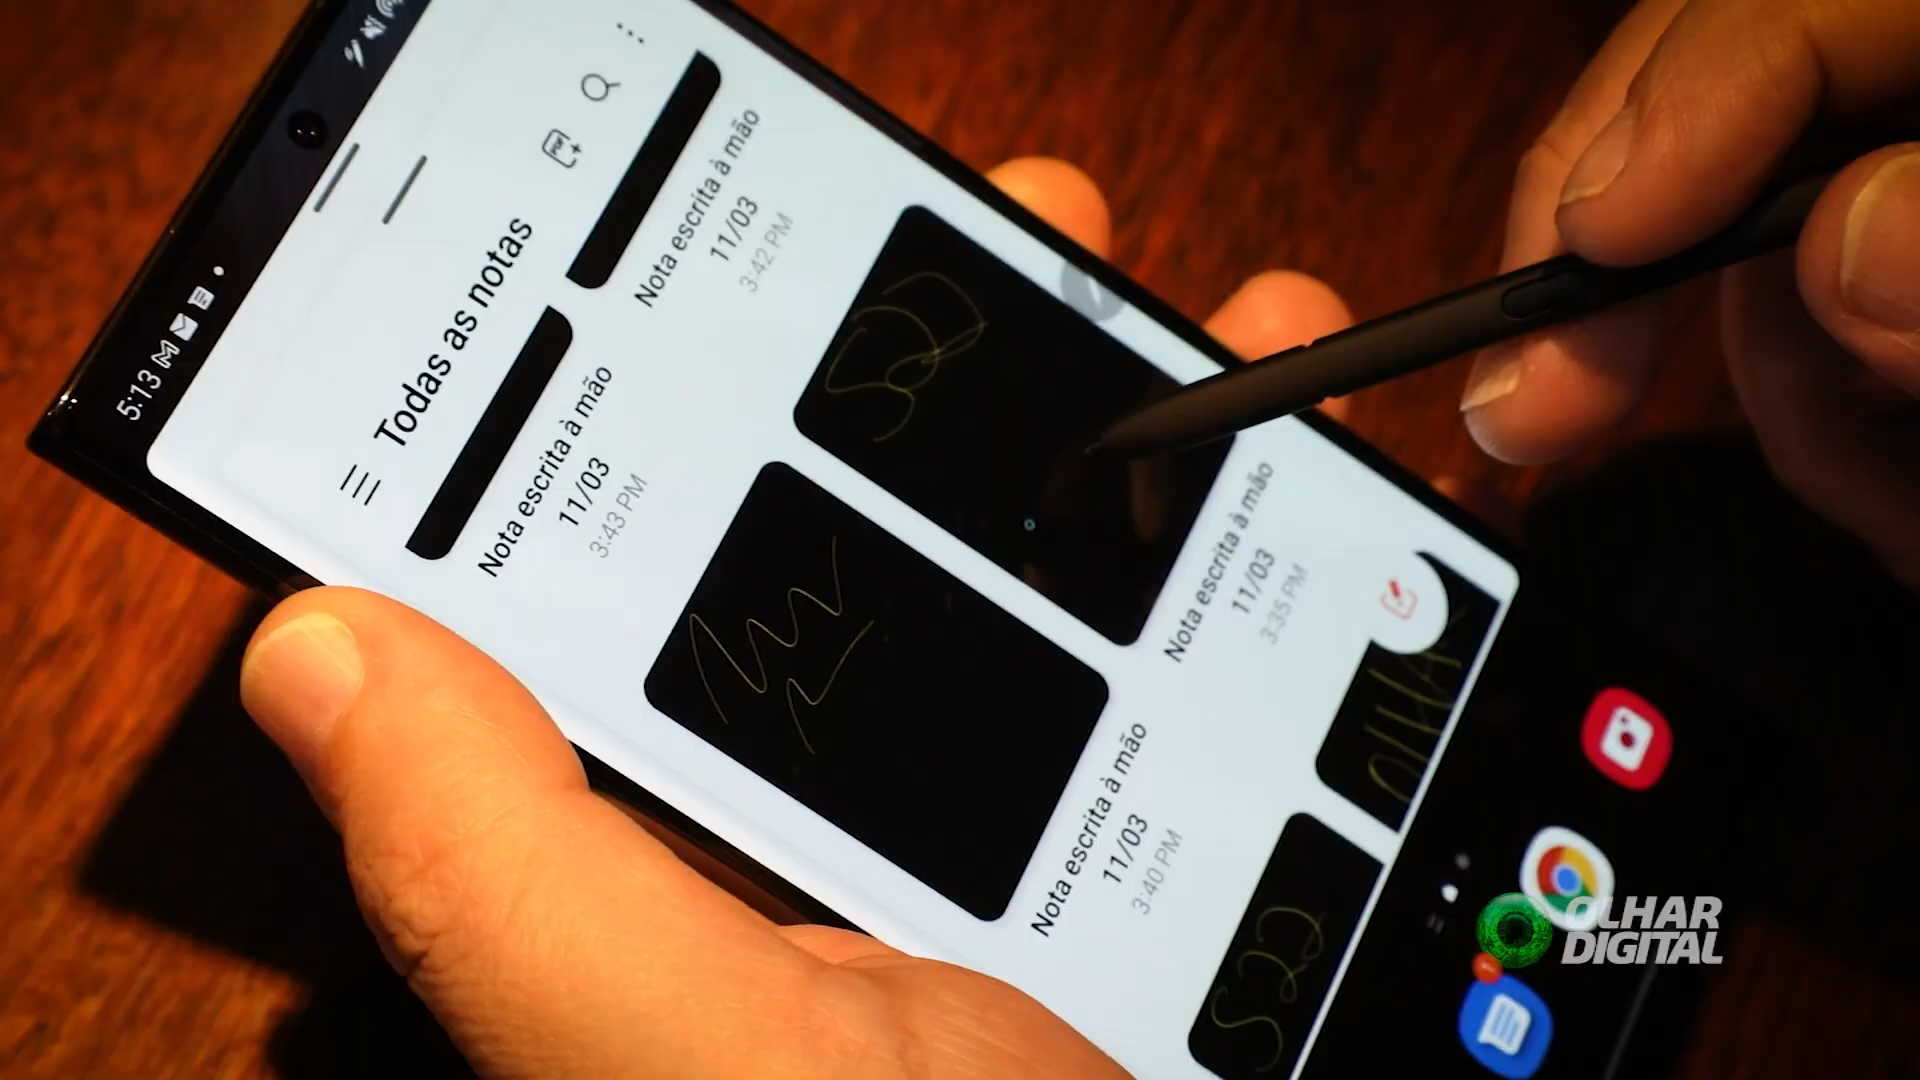 5:13
Todas as notas
PDF
Nota escrita à mão
11/03
3:43 PM
Nota escrita à mão
11/03
3:42 PM
Nota escrita à mão
11/03
3:40 PM
Nota escrita à mão
11/03
3:35 PM
S22
OLHAR
DIGITAL